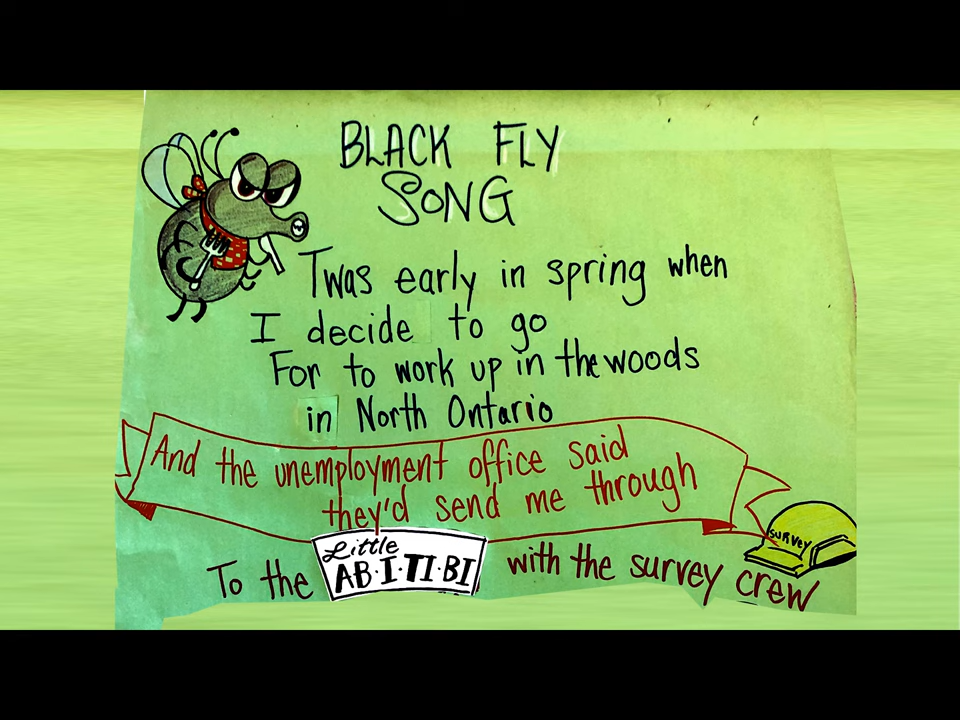 BLACK FLY
SONG
Twas early in spring when
I decide to go
For to work up in the woods
in North Ontario
And the unemployment office said
they'd send me through
To the Little AB·I·TI·BI with the survey crew
SURVEY